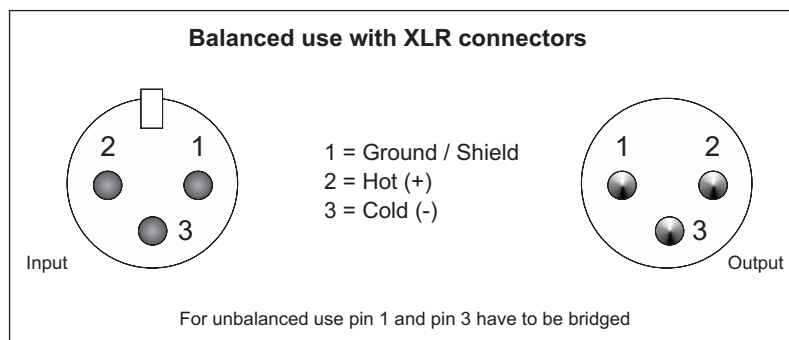 Balanced use with XLR connectors
2 1
3
Input
1 = Ground / Shield
2 = Hot (+)
3 = Cold (-)
1 2
3
Output
For unbalanced use pin 1 and pin 3 have to be bridged